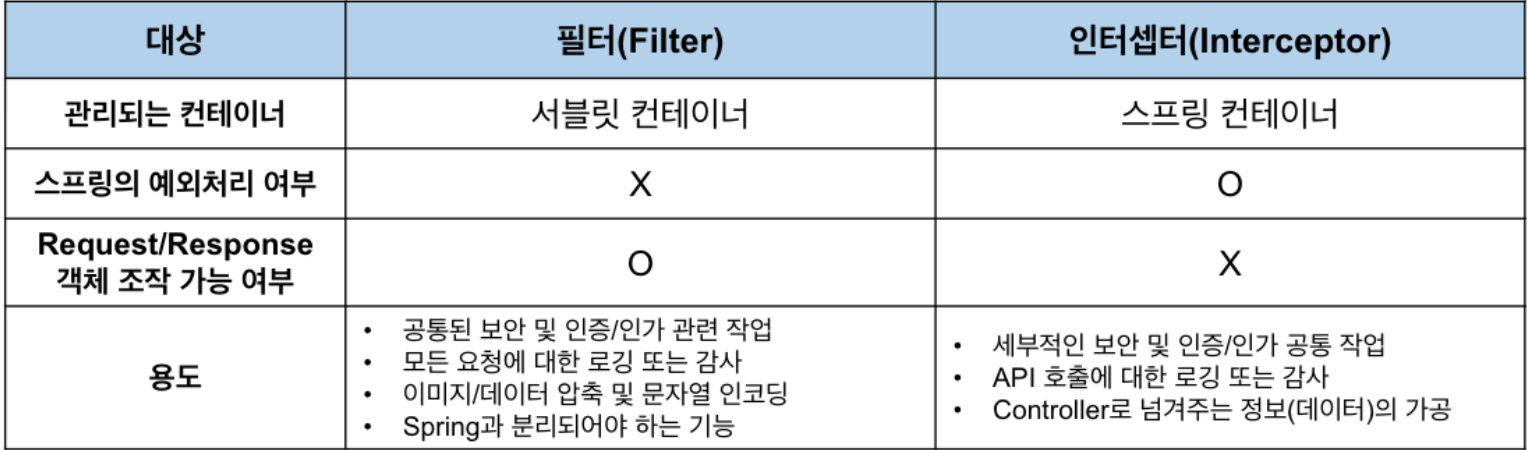 대상
필터(Filter)
인터셉터(Interceptor)
관리되는 컨테이너
서블릿 컨테이너
스프링 컨테이너
스프링의 예외처리 여부
X
O
Request/Response
객체 조작 가능 여부
O
X
용도
• 공통된 보안 및 인증/인가 관련 작업
• 모든 요청에 대한 로깅 또는 감사
• 이미지/데이터 압축 및 문자열 인코딩
• Spring과 분리되어야 하는 기능
• 세부적인 보안 및 인증/인가 공통 작업
• API 호출에 대한 로깅 또는 감사
• Controller로 넘겨주는 정보(데이터)의 가공